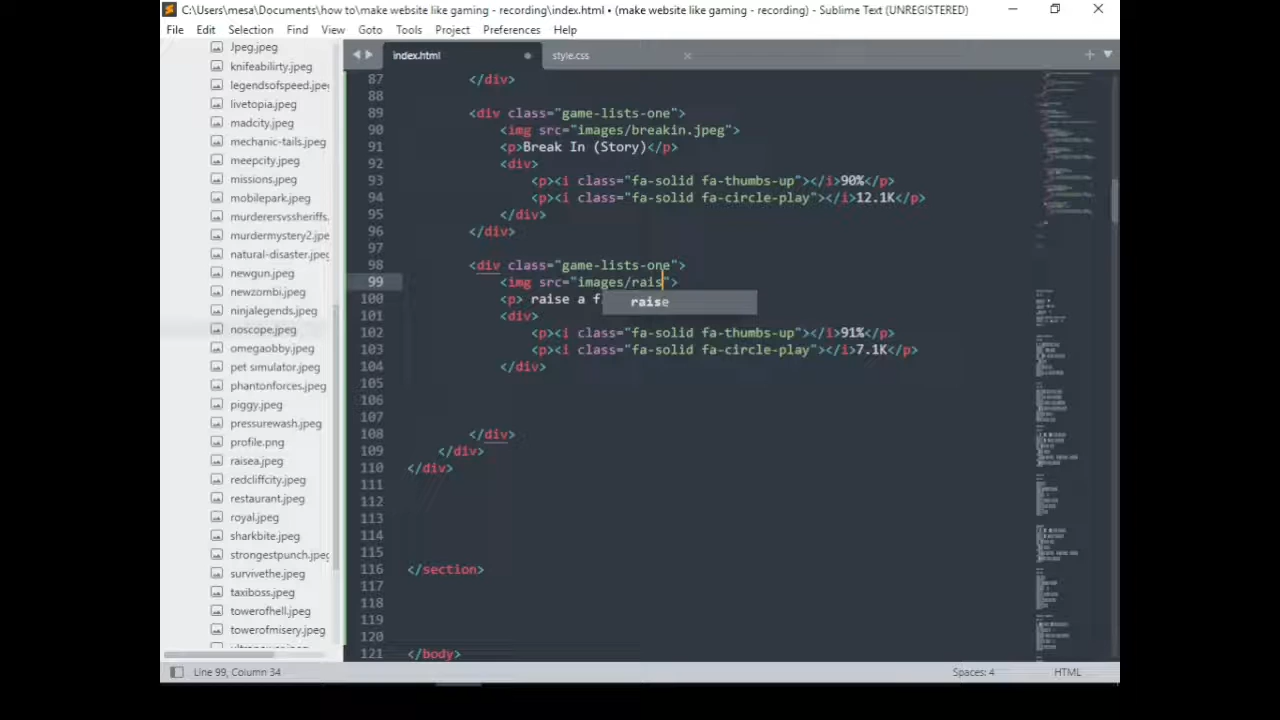 C:\Users\mesa\Documents\how to\make website like gaming - recording\index.html • (make website like gaming - recording) - Sublime Text (UNREGISTERED)
File Edit Selection Find View Goto Tools Project Preferences Help
index.html
style.css
Jpeg.jpeg
knifeabilirty.jpeg
legendsofspeed.jpeg
livetopia.jpeg
madcity.jpeg
mechanic-tails.jpeg
meepcity.jpeg
missions.jpeg
mobilepark.jpeg
murderersvssheriffs.
murdermystery2.jpe
natural-disaster.jpeg
newgun.jpeg
newzombi.jpeg
ninjalegends.jpeg
noscope.jpeg
omegaobby.jpeg
pet simulator.jpeg
phantonforces.jpeg
piggy.jpeg
pressurewash.jpeg
profile.png
raisea.jpeg
redcliffcity.jpeg
restaurant.jpeg
royal.jpeg
sharkbite.jpeg
strongestpunch.jpeg
survivethe.jpeg
taxiboss.jpeg
towerofhell.jpeg
towerofmisery.jpeg
87 </div>
88
89 <div class="game-lists-one">
90 <img src="images/breakin.jpeg">
91 <p>Break In (Story)</p>
92 <div>
93 <p><i class="fa-solid fa-thumbs-up"></i>90%</p>
94 <p><i class="fa-solid fa-circle-play"></i>12.1K</p>
95 </div>
96 </div>
97
98 <div class="game-lists-one">
99 <img src="images/rais">
100 <p> raise a f
raise
101 <div>
102 <p><i class="fa-solid fa-thumbs-up"></i>91%</p>
103 <p><i class="fa-solid fa-circle-play"></i>7.1K</p>
104 </div>
105
106
107
108 </div>
109 </div>
110 </div>
111
112
113
114
115
116 </section>
117
118
119
120
121 </body>
Line 99, Column 34
Spaces: 4
HTML